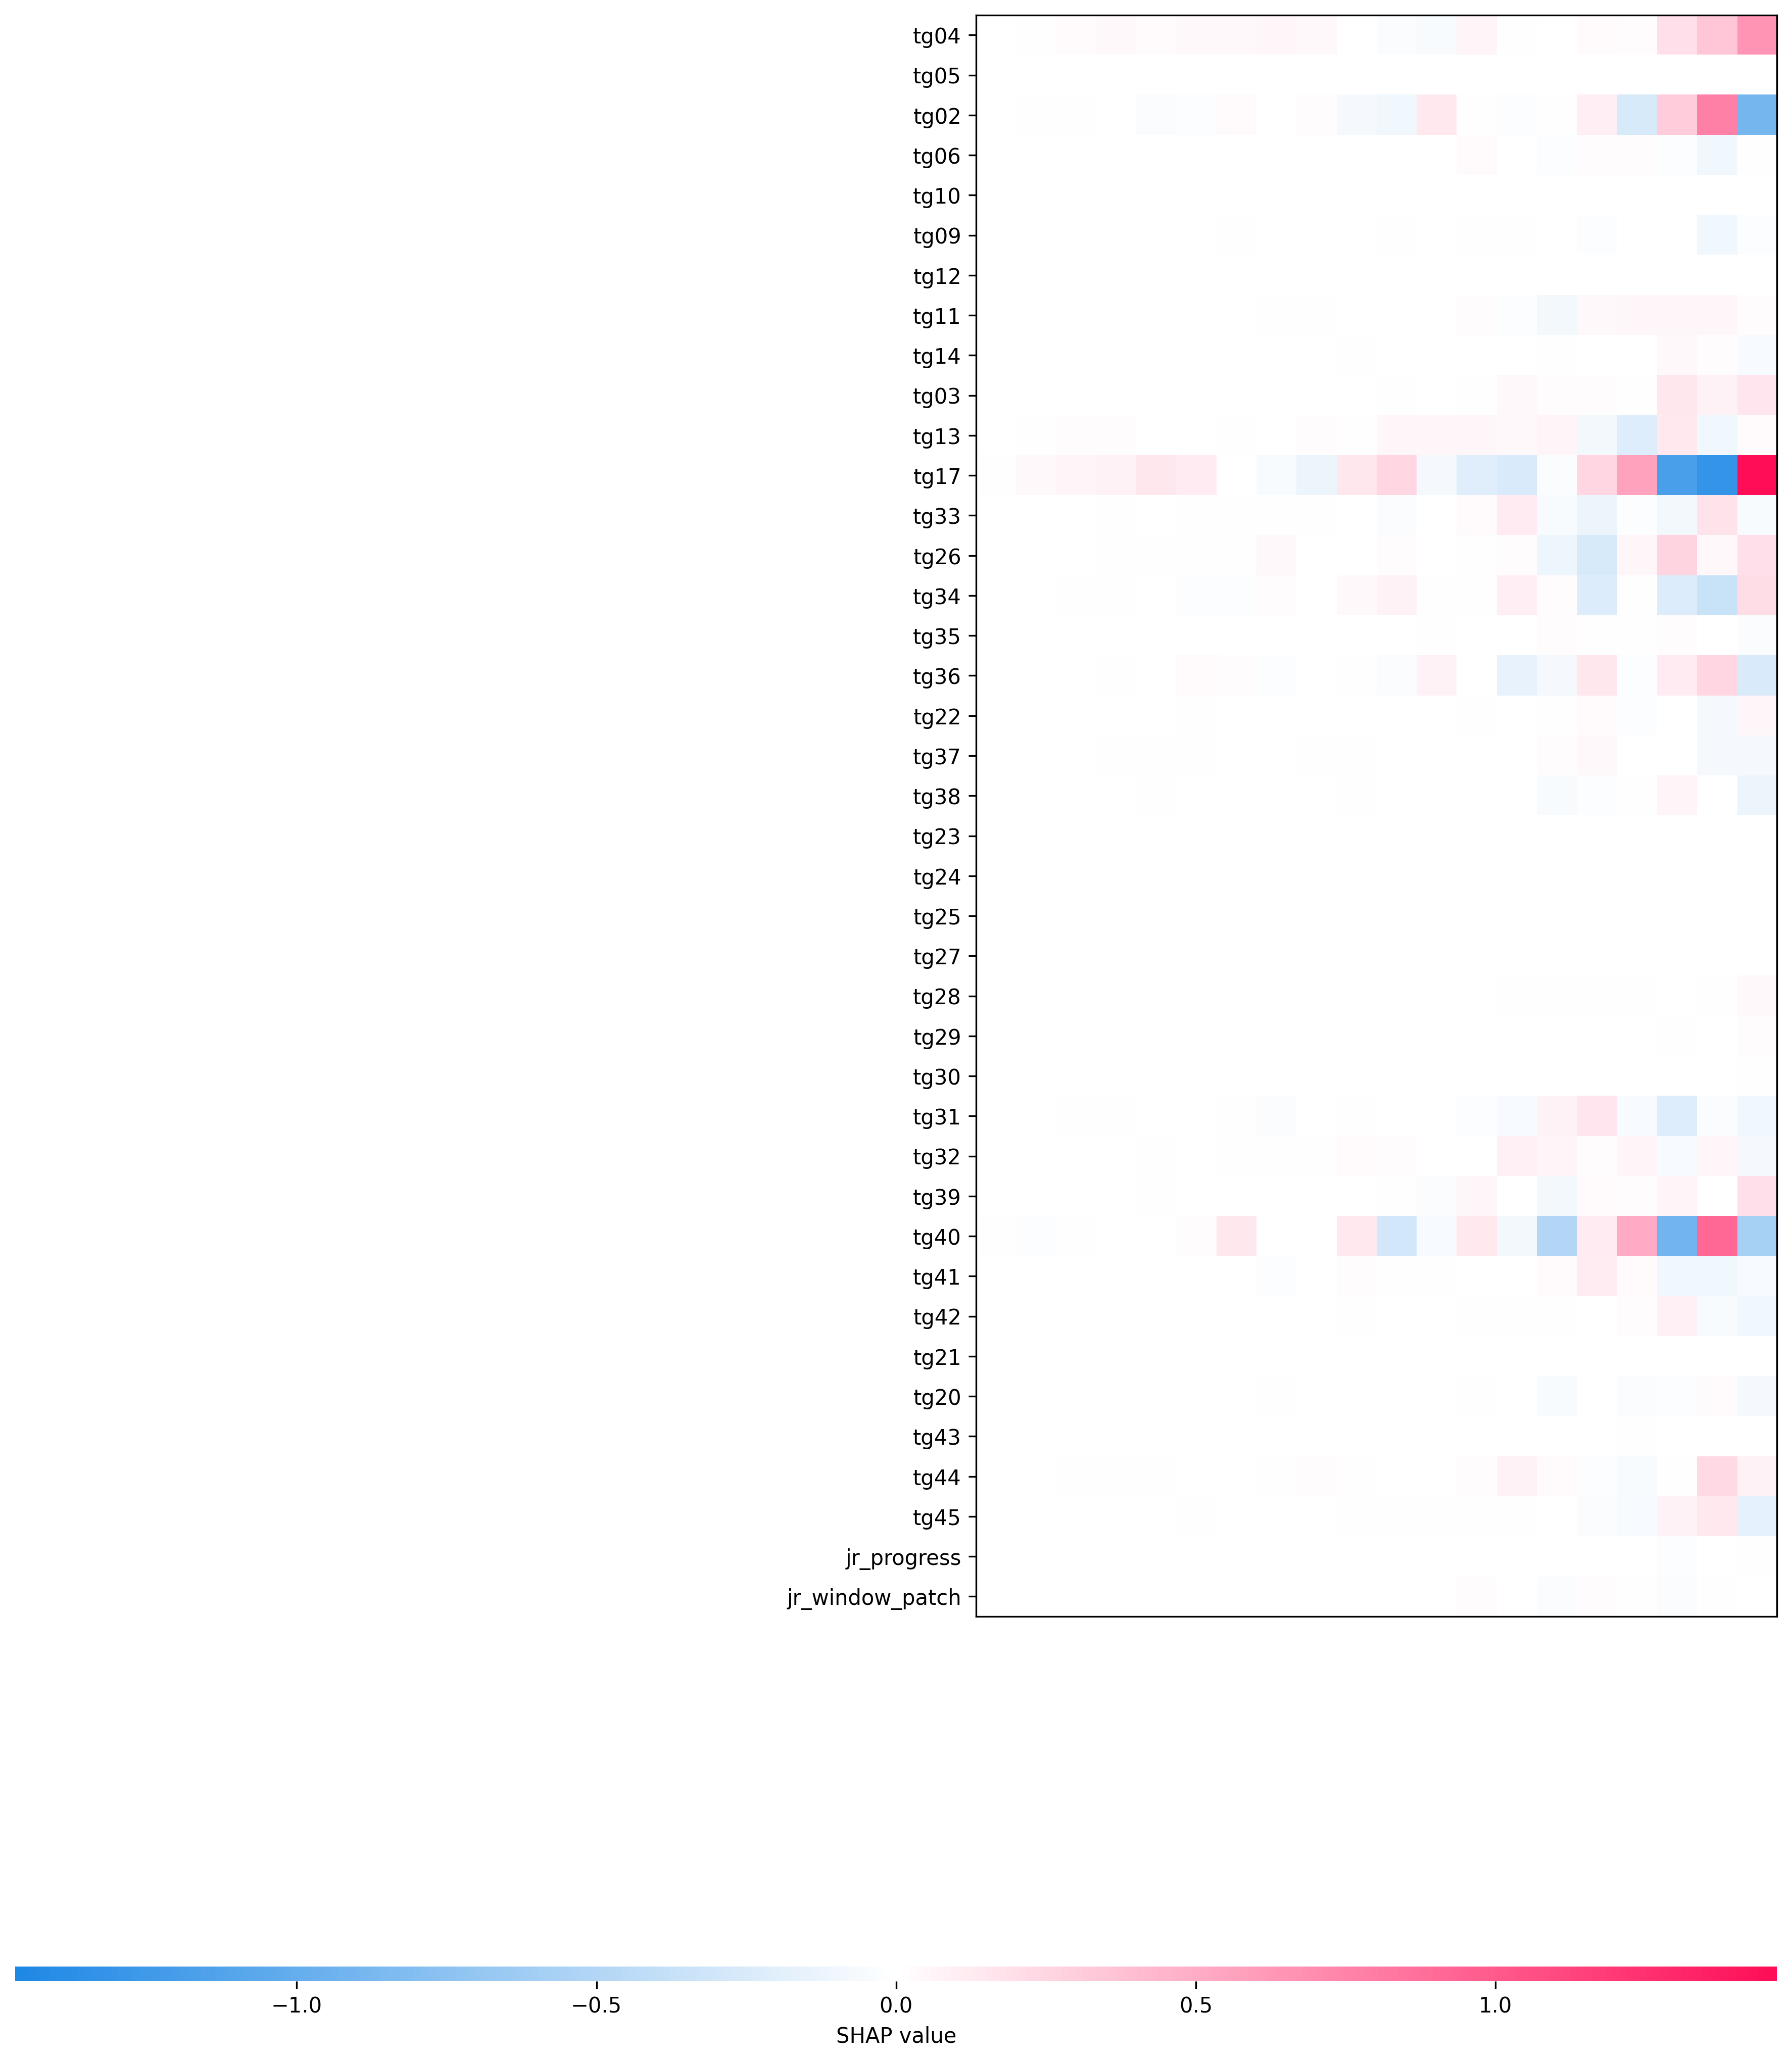 tg04
tg05
tg02
tg06
tg10
tg09
tg12
tg11
tg14
tg03
tg13
tg17
tg33
tg26
tg34
tg35
tg36
tg22
tg37
tg38
tg23
tg24
tg25
tg27
tg28
tg29
tg30
tg31
tg32
tg39
tg40
tg41
tg42
tg21
tg20
tg43
tg44
tg45
jr_progress
jr_window_patch
−1.0 −0.5 0.0 0.5 1.0
SHAP value